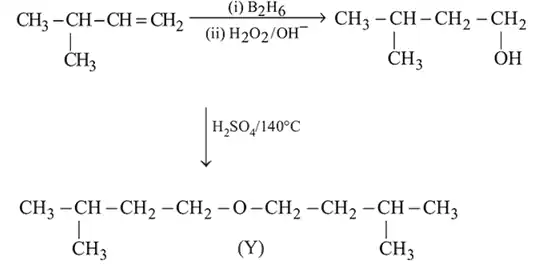 (i) B2H6
CH3 – CH – CH = CH2 CH3 – CH – CH2 – CH2
(ii) H2O2/OH–
CH3 CH3 OH
H2SO4/140°C
CH3 – CH – CH2 – CH2 – O – CH2 – CH2 – CH – CH3
CH3 (Y) CH3